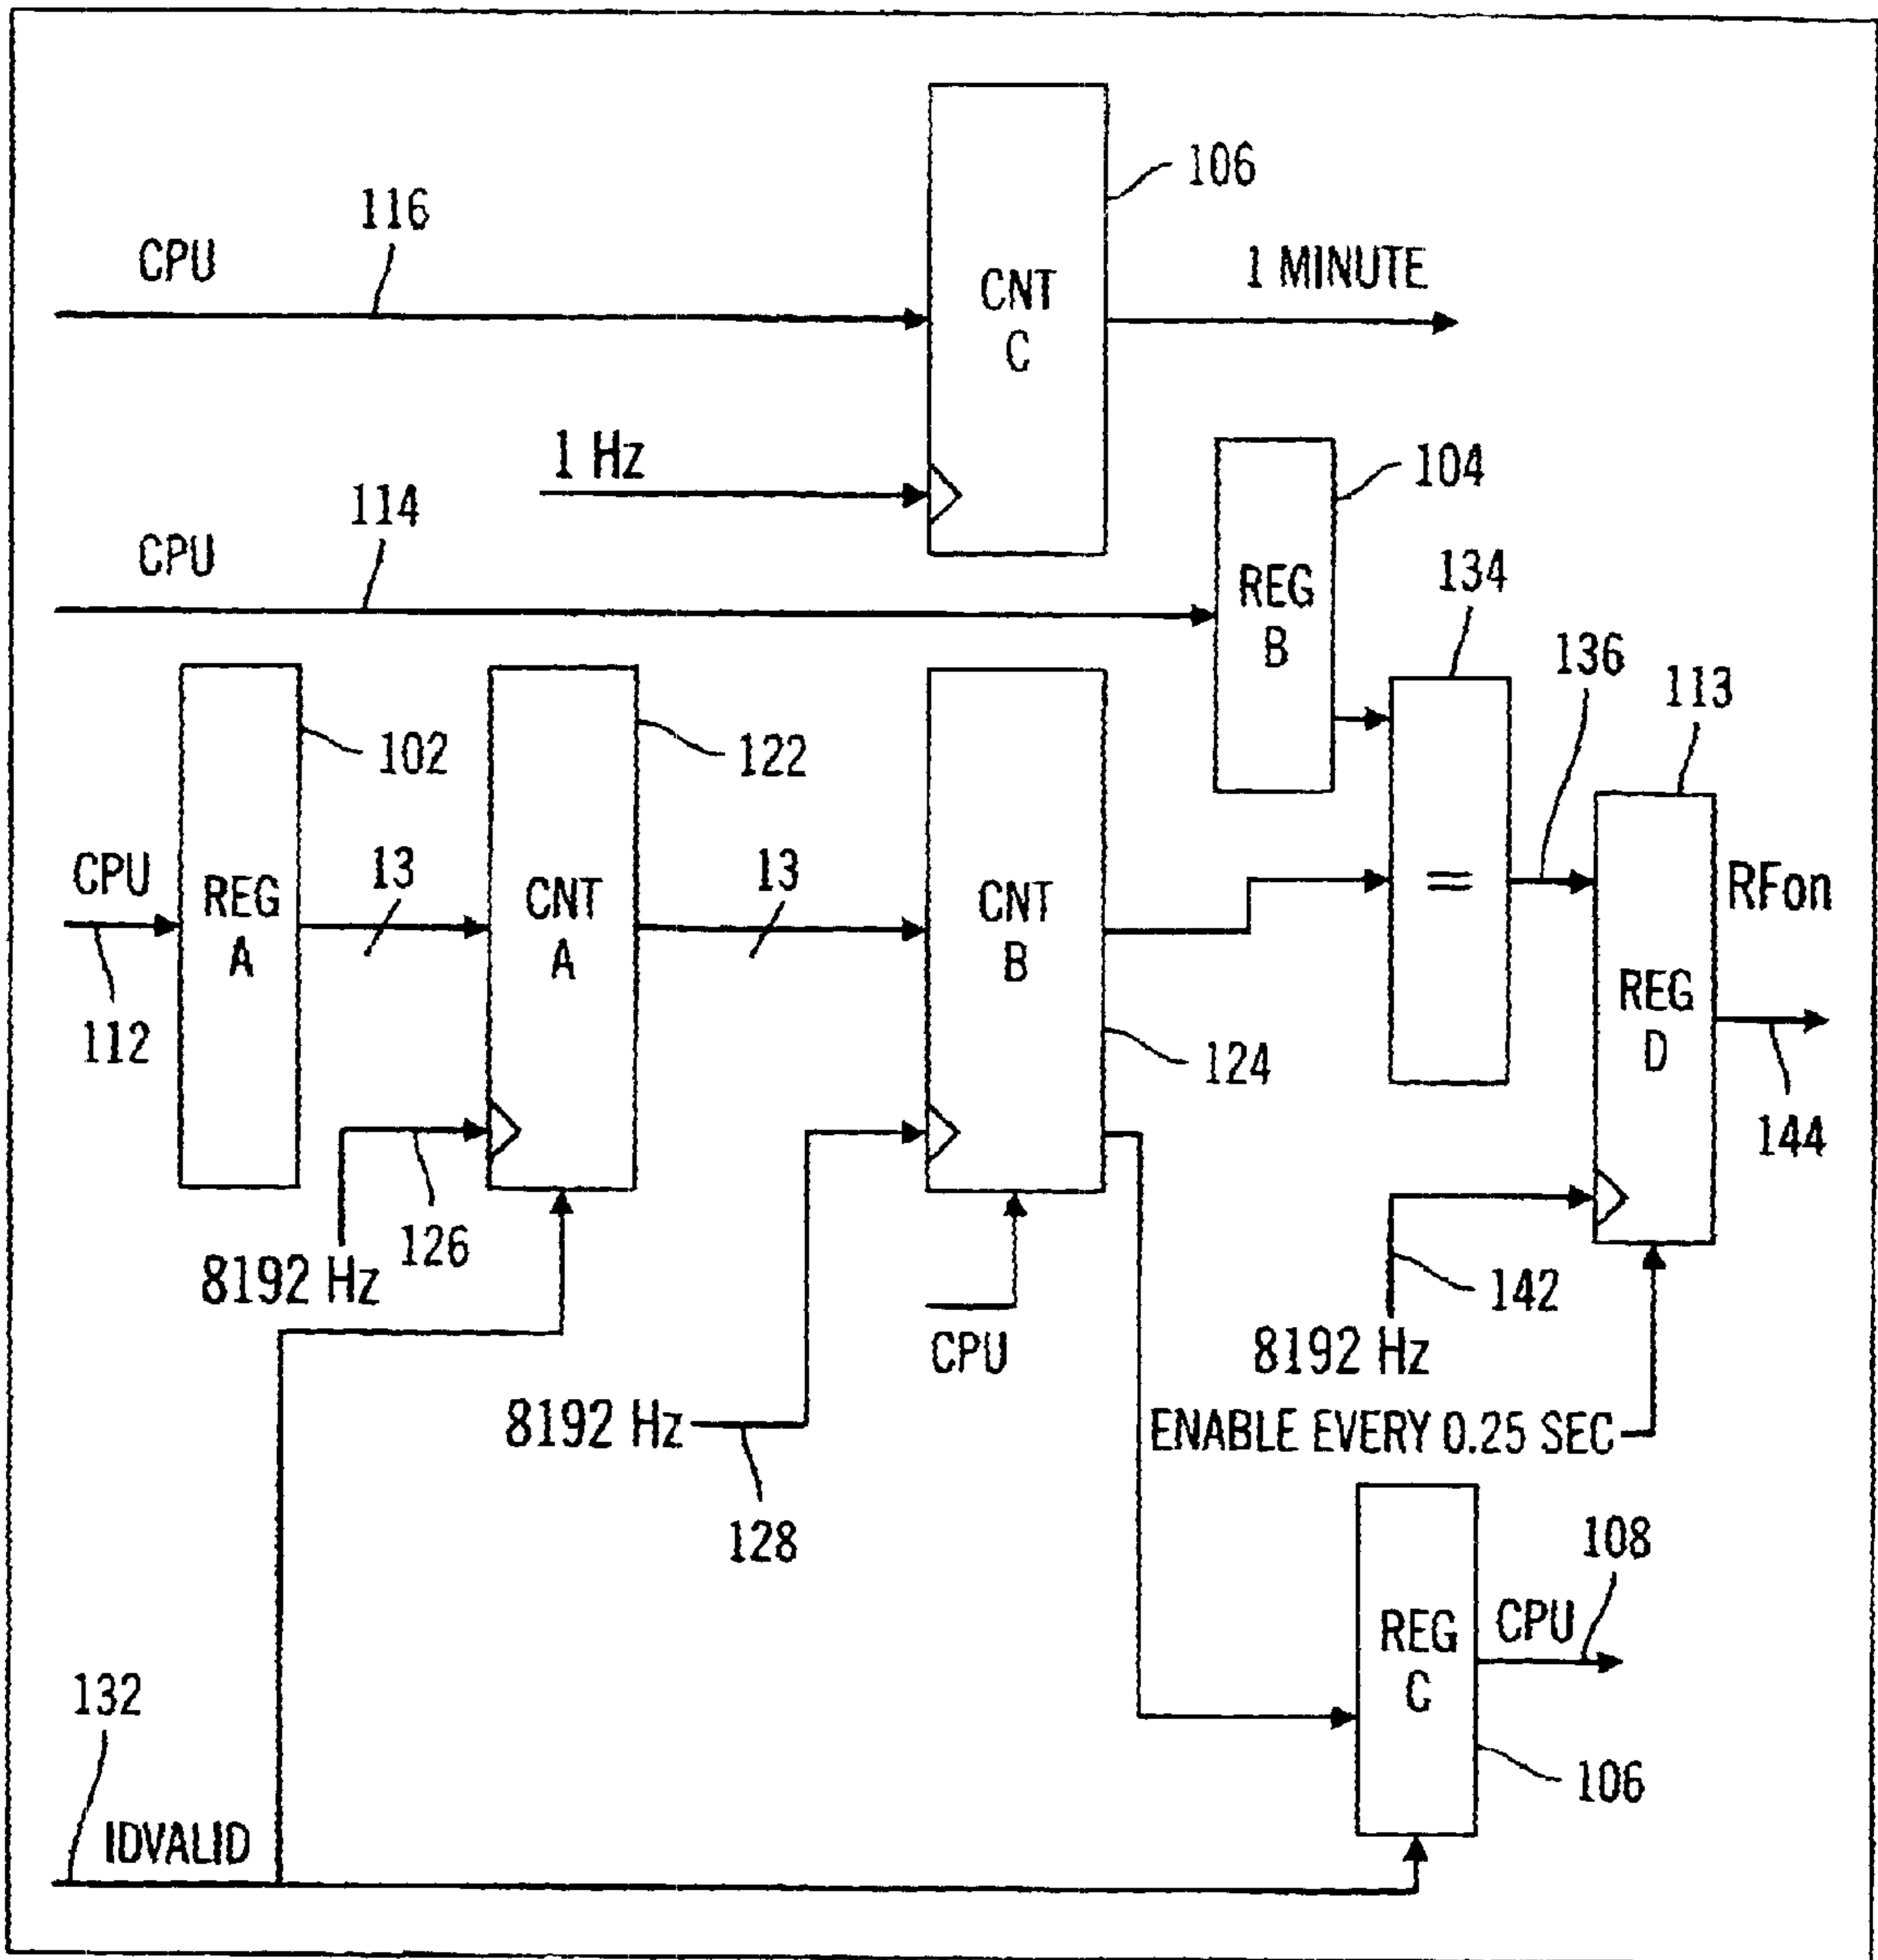 106
116
CPU
CNT
C
1 MINUTE
1 Hz
104
114
CPU
REG
B
134
136
113
102
122
CPU
REG
A
13
CNT
A
13
CNT
B
=
RFon
REG
D
112
124
144
126
8192 Hz
142
CPU
8192 Hz
8192 Hz
ENABLE EVERY 0.25 SEC
128
108
REG
C
CPU
132
106
IDVALID